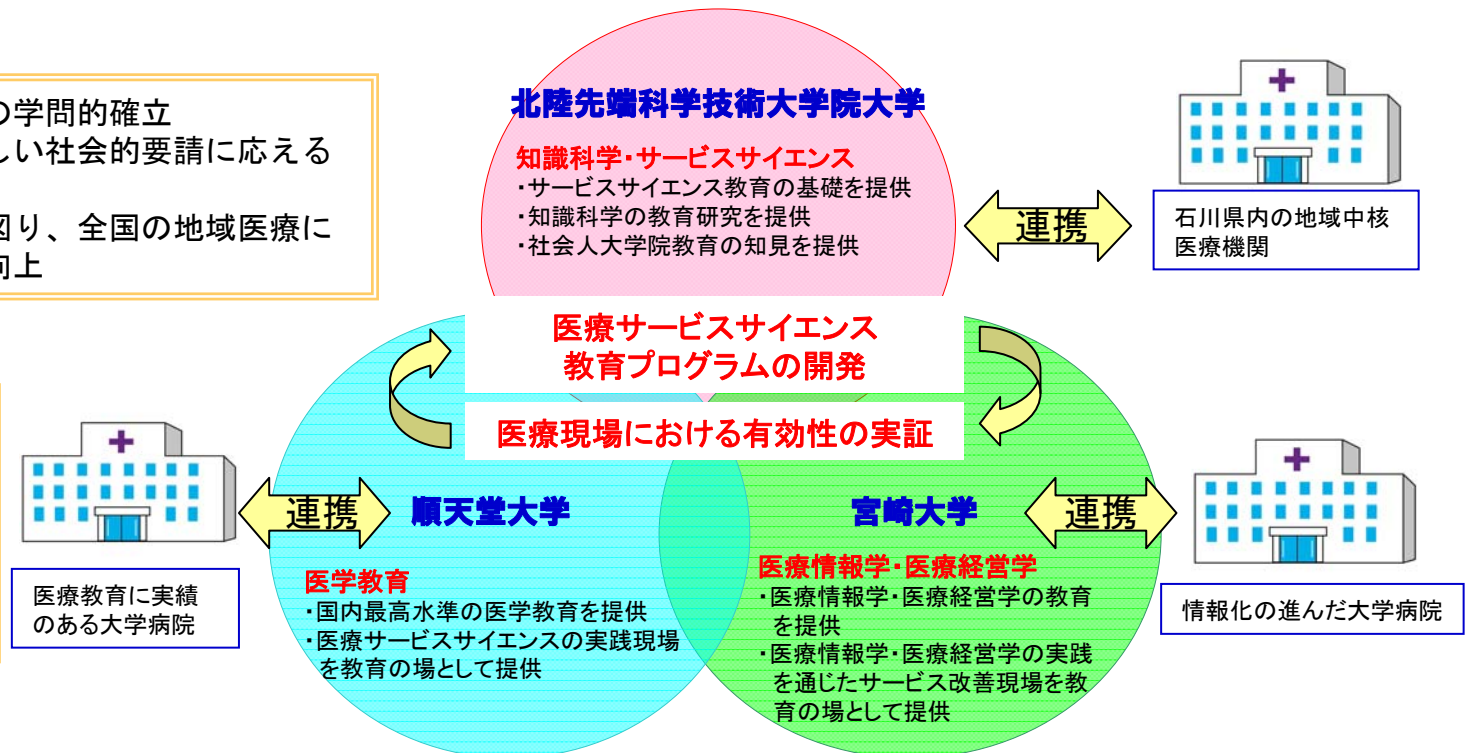 の学問的確立
しい社会的要請に応える
図り、全国の地域医療に
向上
北陸先端科学技術大学院大学
知識科学・サービスサイエンス
・サービスサイエンス教育の基礎を提供
・知識科学の教育研究を提供
・社会人大学院教育の知見を提供
連携
石川県内の地域中核
医療機関
医療サービスサイエンス
教育プログラムの開発
医療現場における有効性の実証
連携
順天堂大学
医学教育
・国内最高水準の医学教育を提供
・医療サービスサイエンスの実践現場
を教育の場として提供
医療教育に実績
のある大学病院
宮崎大学
連携
医療情報学・医療経営学
・医療情報学・医療経営学の教育
を提供
・医療情報学・医療経営学の実践
を通じたサービス改善現場を教
育の場として提供
情報化の進んだ大学病院